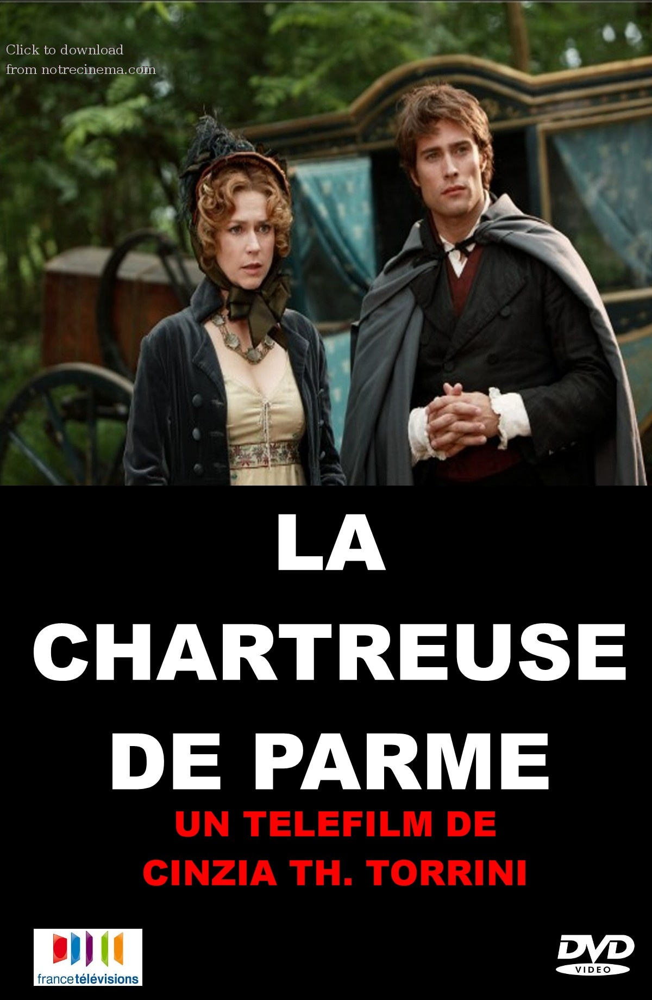 Click to download
from notrecinema.com
LA
CHARTREUSE
DE PARME
UN TELEFILM DE
CINZIA TH. TORRINI
francetélévisions
DVD
VIDEO